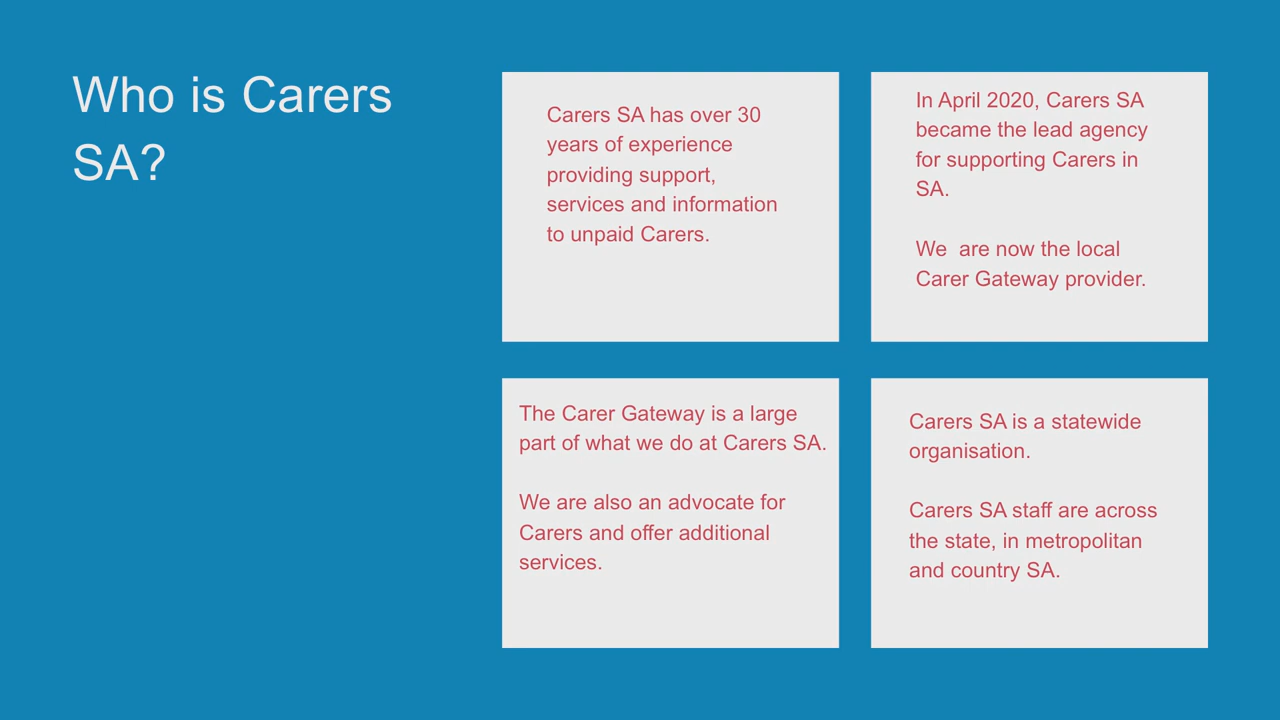 Who is Carers
SA?
Carers SA has over 30
years of experience
providing support,
services and information
to unpaid Carers.
In April 2020, Carers SA
became the lead agency
for supporting Carers in
SA.
We  are now the local
Carer Gateway provider.
The Carer Gateway is a large
part of what we do at Carers SA.
We are also an advocate for
Carers and offer additional
services.
Carers SA is a statewide
organisation.
Carers SA staff are across
the state, in metropolitan
and country SA.